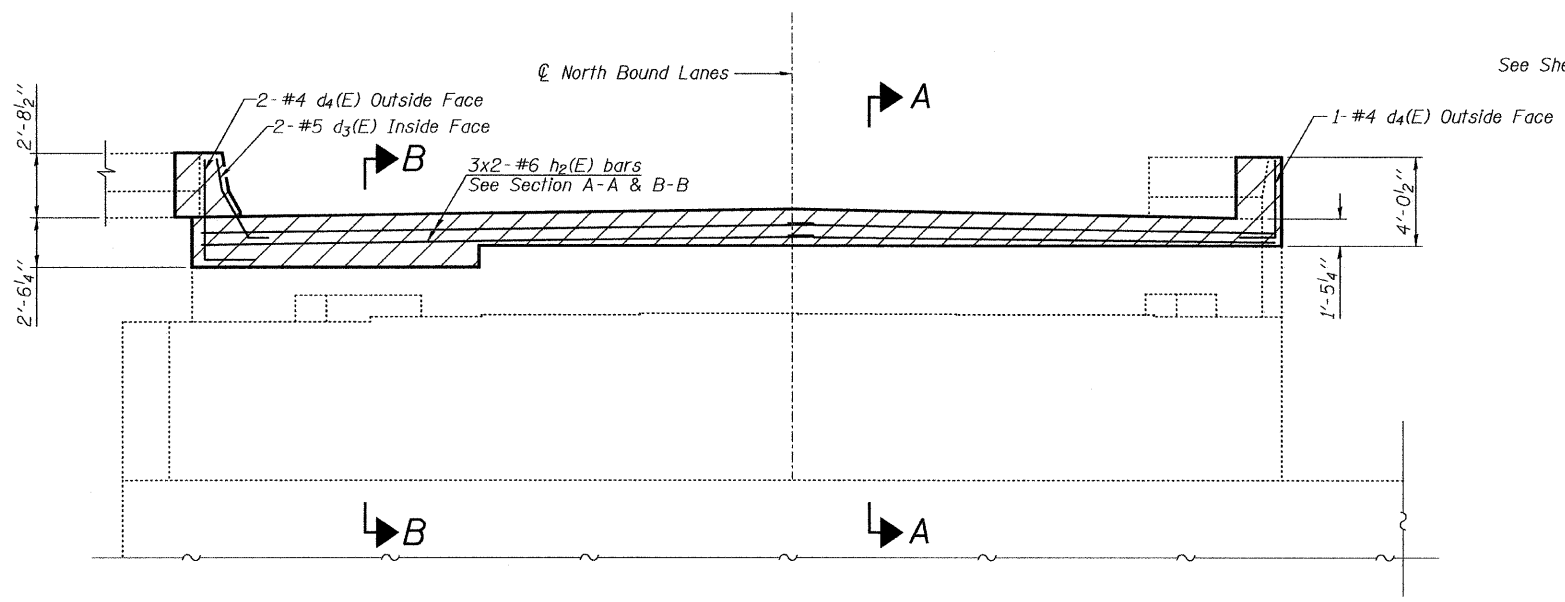 ℄ North Bound Lanes
See She
2'-8½"
2-#4 d₄(E) Outside Face
2-#5 d₃(E) Inside Face
A
1-#4 d₄(E) Outside Face
B
3x2-#6 h₂(E) bars
See Section A-A & B-B
4'-0½"
2'-6¼"
1'-5¼"
B
A